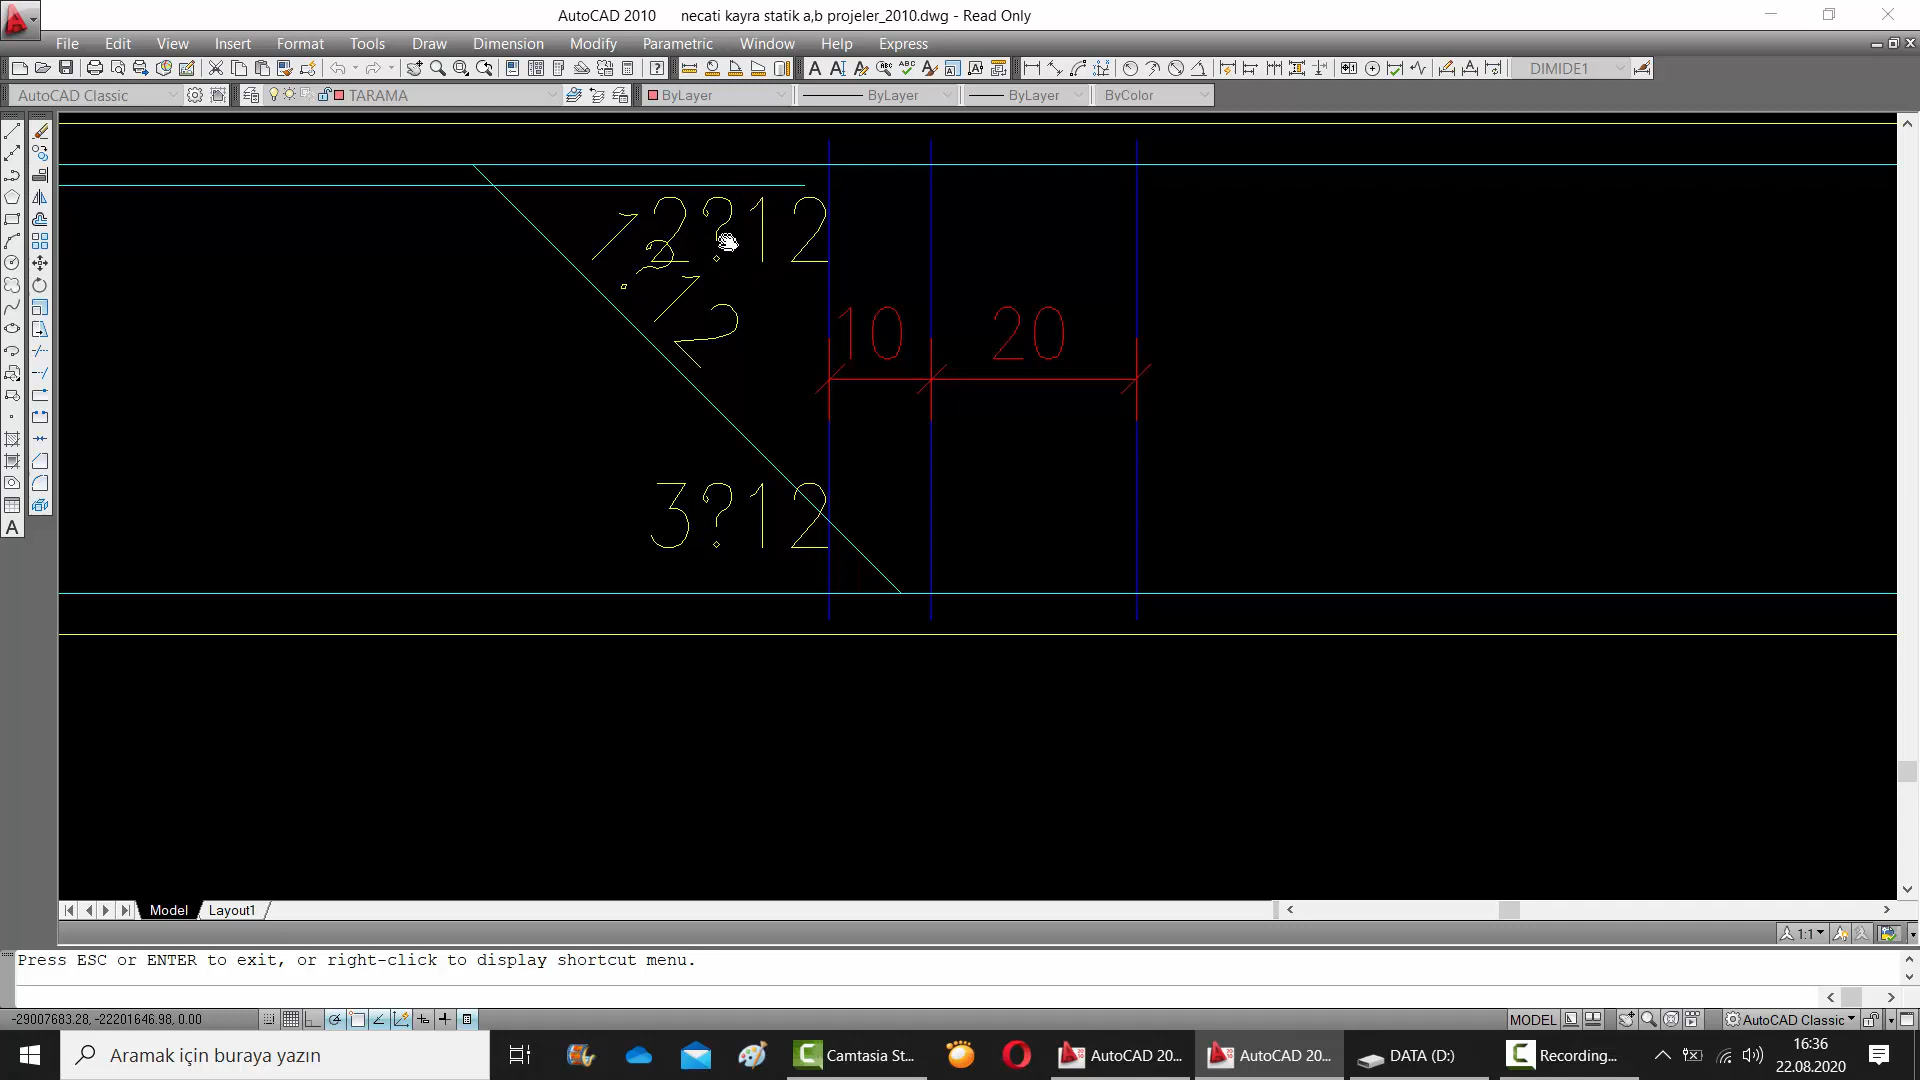 AutoCAD 2010 necati kayra statik a,b projeler_2010.dwg - Read Only
File Edit View Insert Format Tools Draw Dimension Modify Parametric Window Help Express
DIMIDE1
AutoCAD Classic TARAMA ByLayer ByLayer ByLayer ByColor
2?12
12?12
10 20
3?12
Model Layout1
1:1
Press ESC or ENTER to exit, or right-click to display shortcut menu.
-29007683.28, -22201646.98, 0.00 MODEL AutoCAD Classic
Aramak için buraya yazın Camtasia St... AutoCAD 20... AutoCAD 20... DATA (D:) Recording... 16:36
22.08.2020